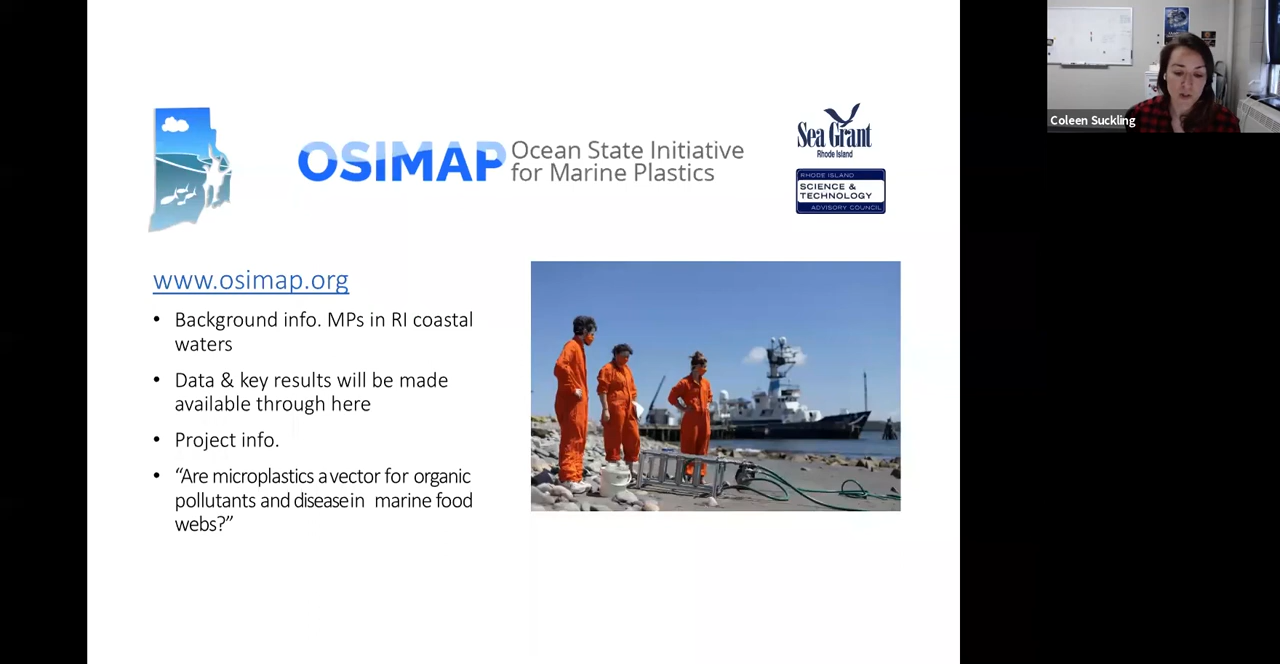 Coleen Suckling
OSIMAP
Ocean State Initiative
for Marine Plastics
Sea Grant
Rhode Island
RHODE ISLAND
SCIENCE &
TECHNOLOGY
ADVISORY COUNCIL
www.osimap.org
• Background info. MPs in RI coastal
waters
• Data & key results will be made
available through here
• Project info.
• “Are microplastics a vector for organic
pollutants and disease in marine food
webs?”